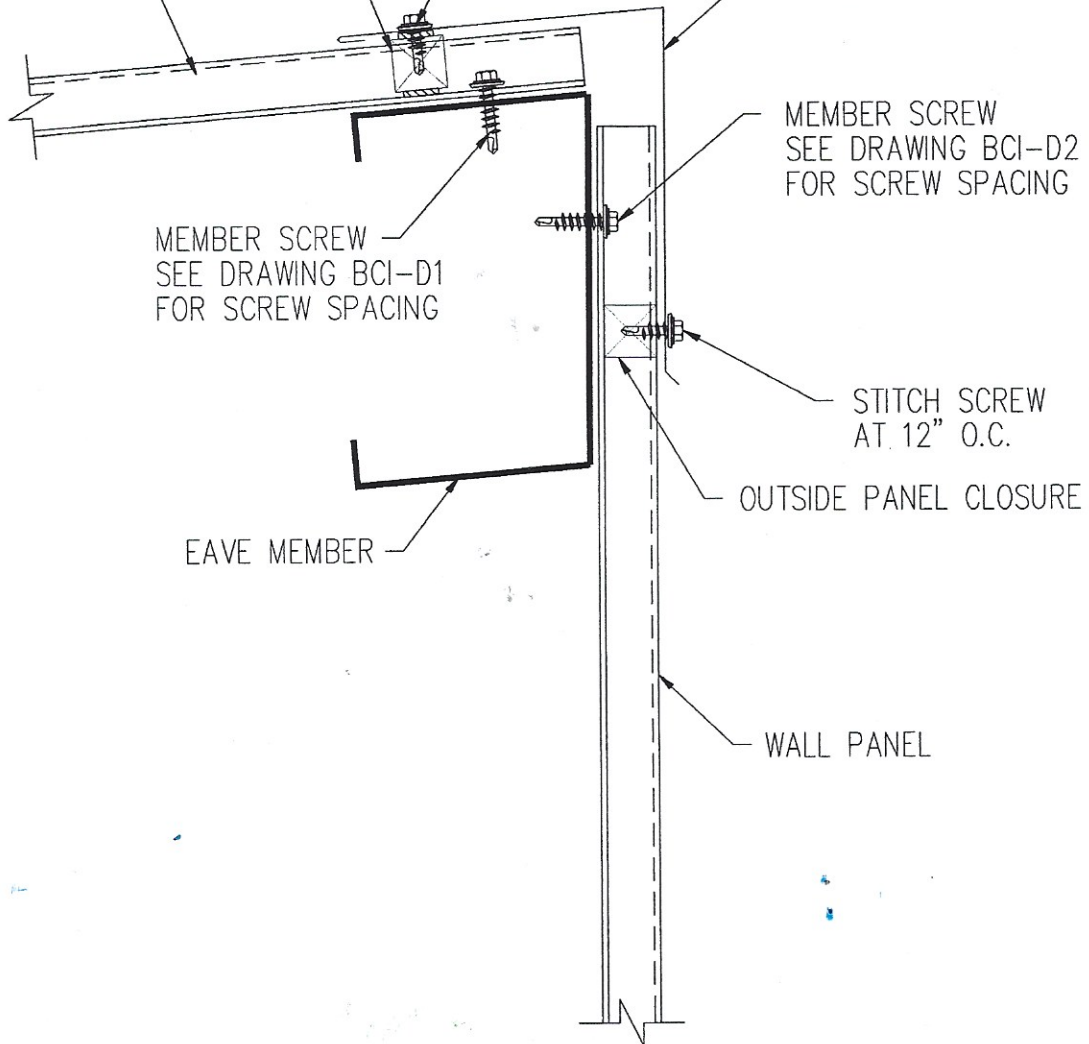 MEMBER SCREW
SEE DRAWING BCI-D2
FOR SCREW SPACING
MEMBER SCREW
SEE DRAWING BCI-D1
FOR SCREW SPACING
STITCH SCREW
AT 12" O.C.
OUTSIDE PANEL CLOSURE
EAVE MEMBER
WALL PANEL